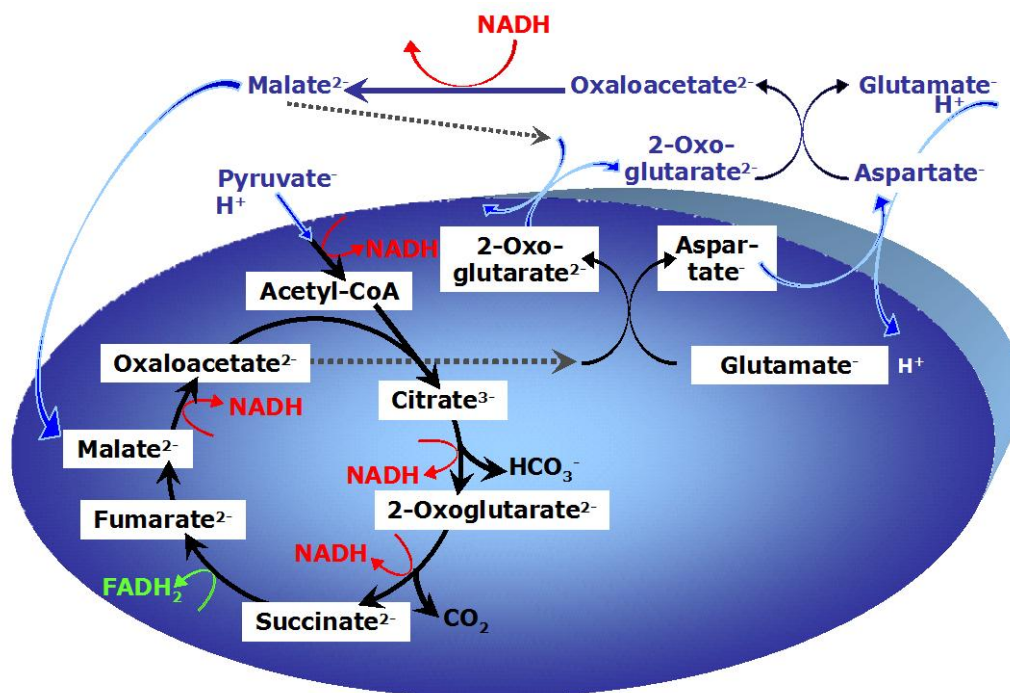 NADH
Malate²⁻
Oxaloacetate²⁻
Glutamate⁻
H⁺
2-Oxo-
glutarate²⁻
Aspartate⁻
Pyruvate⁻
H⁺
NADH
2-Oxo-
glutarate²⁻
Aspar-
tate⁻
Acetyl-CoA
Oxaloacetate²⁻
Glutamate⁻
H⁺
NADH
Citrate³⁻
Malate²⁻
NADH
HCO₃⁻
Fumarate²⁻
2-Oxoglutarate²⁻
NADH
FADH₂
Succinate²⁻
CO₂